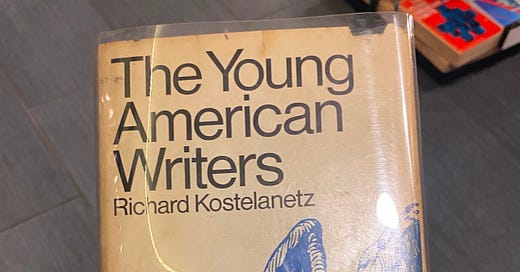 The Young
American
Writers
Richard Kostelanetz